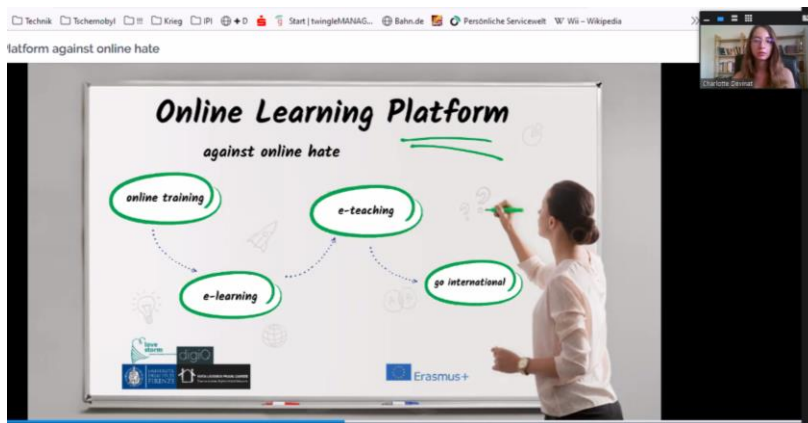 Technik Tschernobyl !!! Krieg IPI + D Start | twingleMANAG... Bahn.de Persönliche Servicewelt W Wii – Wikipedia
latform against online hate
Charlotte
Online Learning Platform
against online hate
online training
e-teaching
e-learning
go international
love
storm
digiQ
FIRENZE
Erasmus+